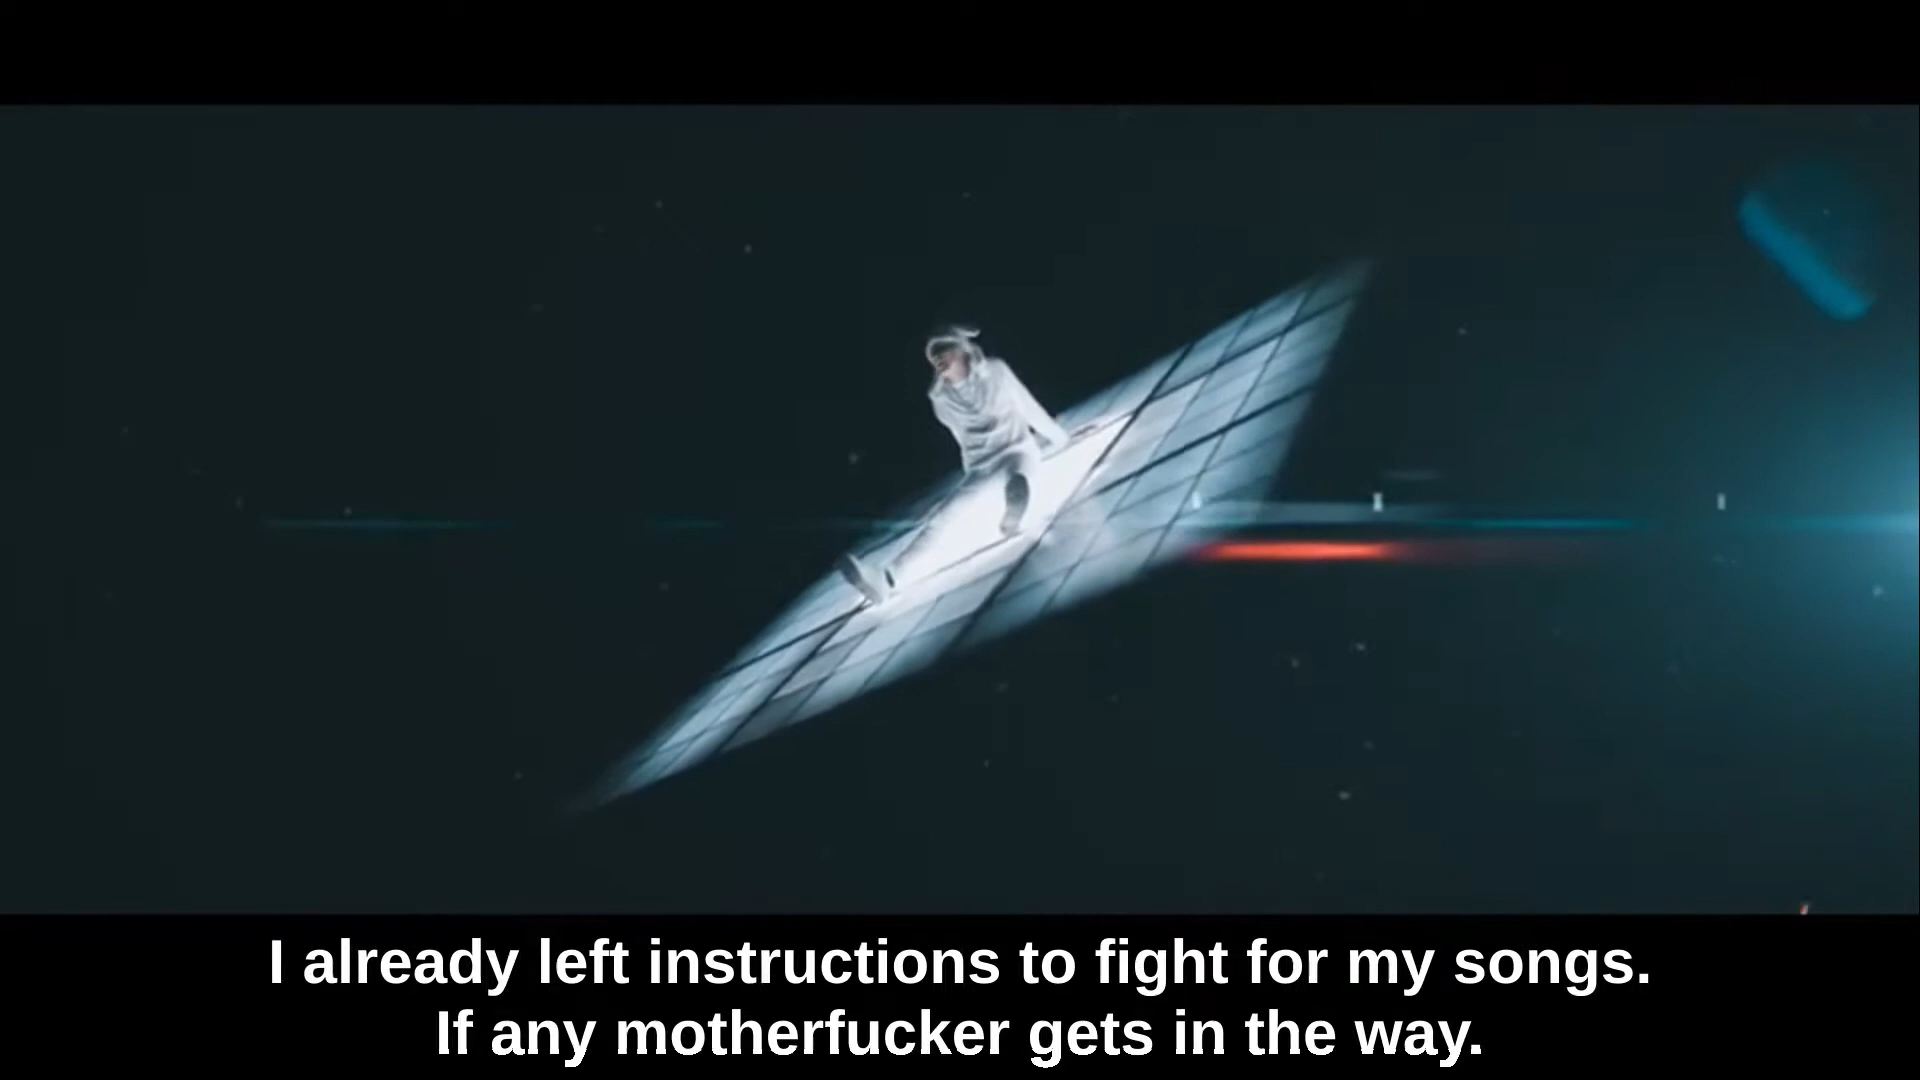 I already left instructions to fight for my songs.
If any motherfucker gets in the way.